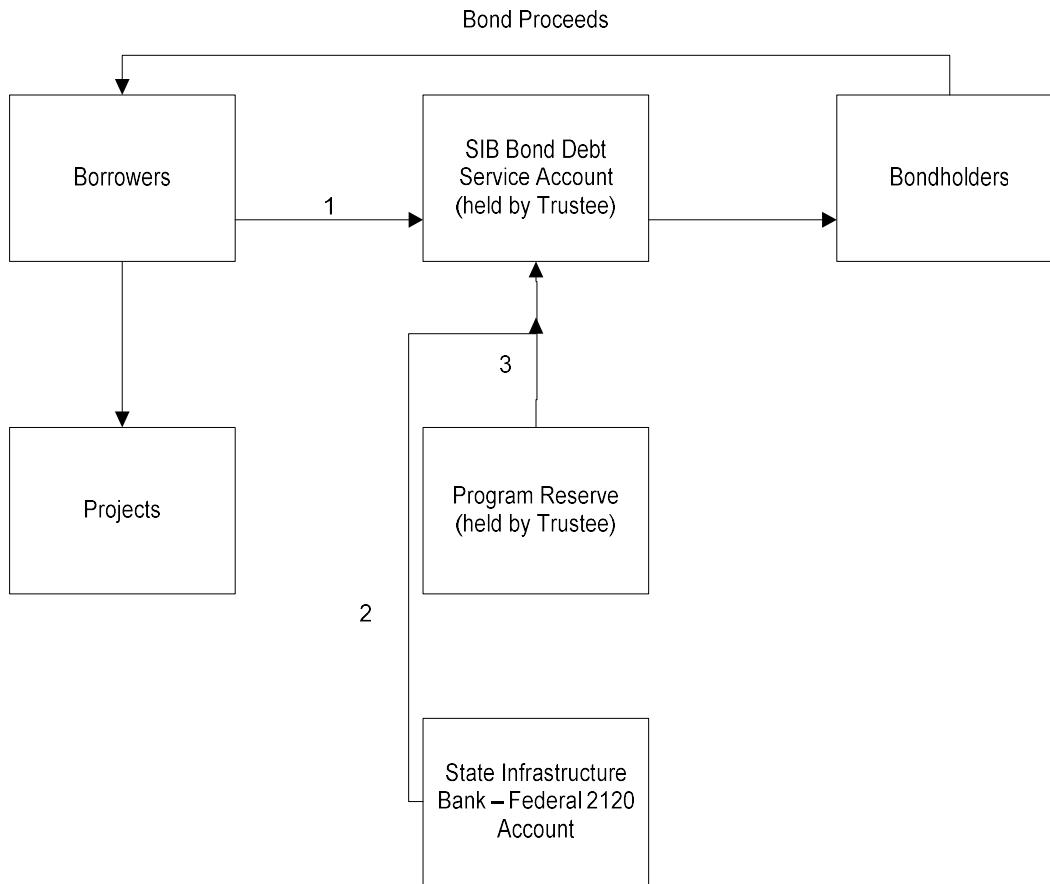 Bond Proceeds
Borrowers
1
SIB Bond Debt
Service Account
(held by Trustee)
Bondholders
3
Projects
Program Reserve
(held by Trustee)
2
State Infrastructure
Bank – Federal 2120
Account